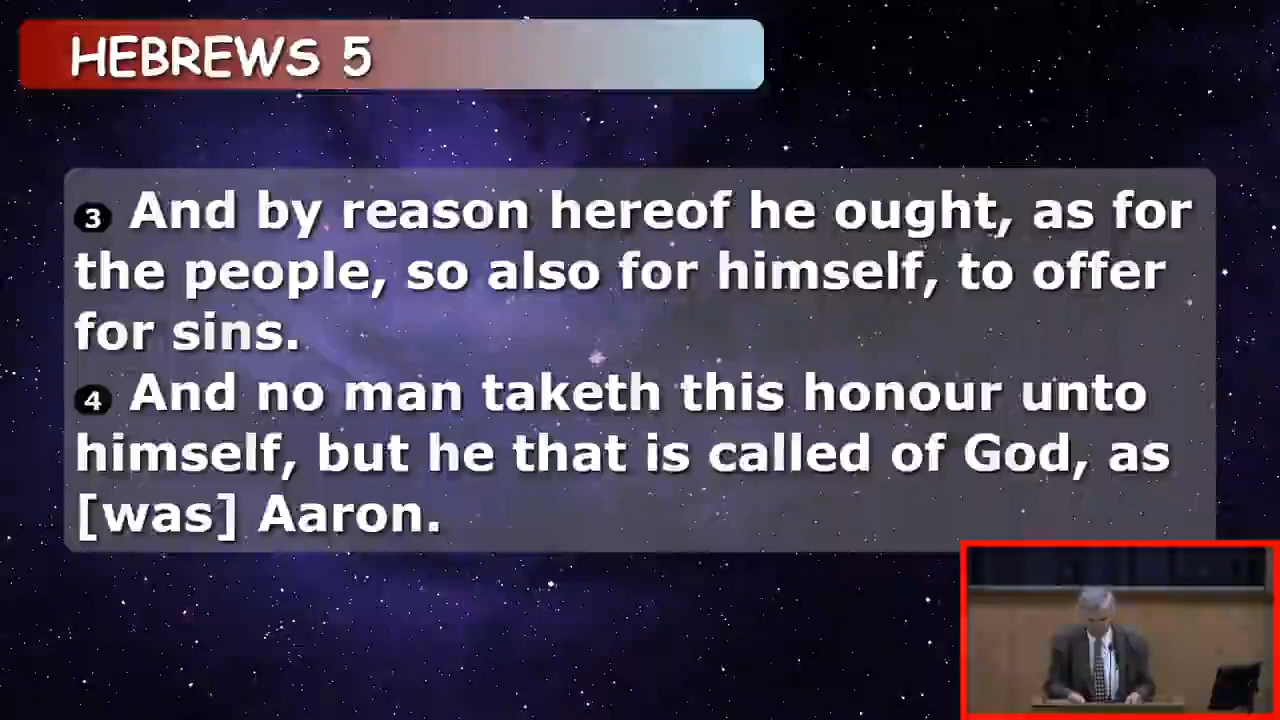 HEBREWS 5
3 And by reason hereof he ought, as for
the people, so also for himself, to offer
for sins.
4 And no man taketh this honour unto
himself, but he that is called of God, as
[was] Aaron.